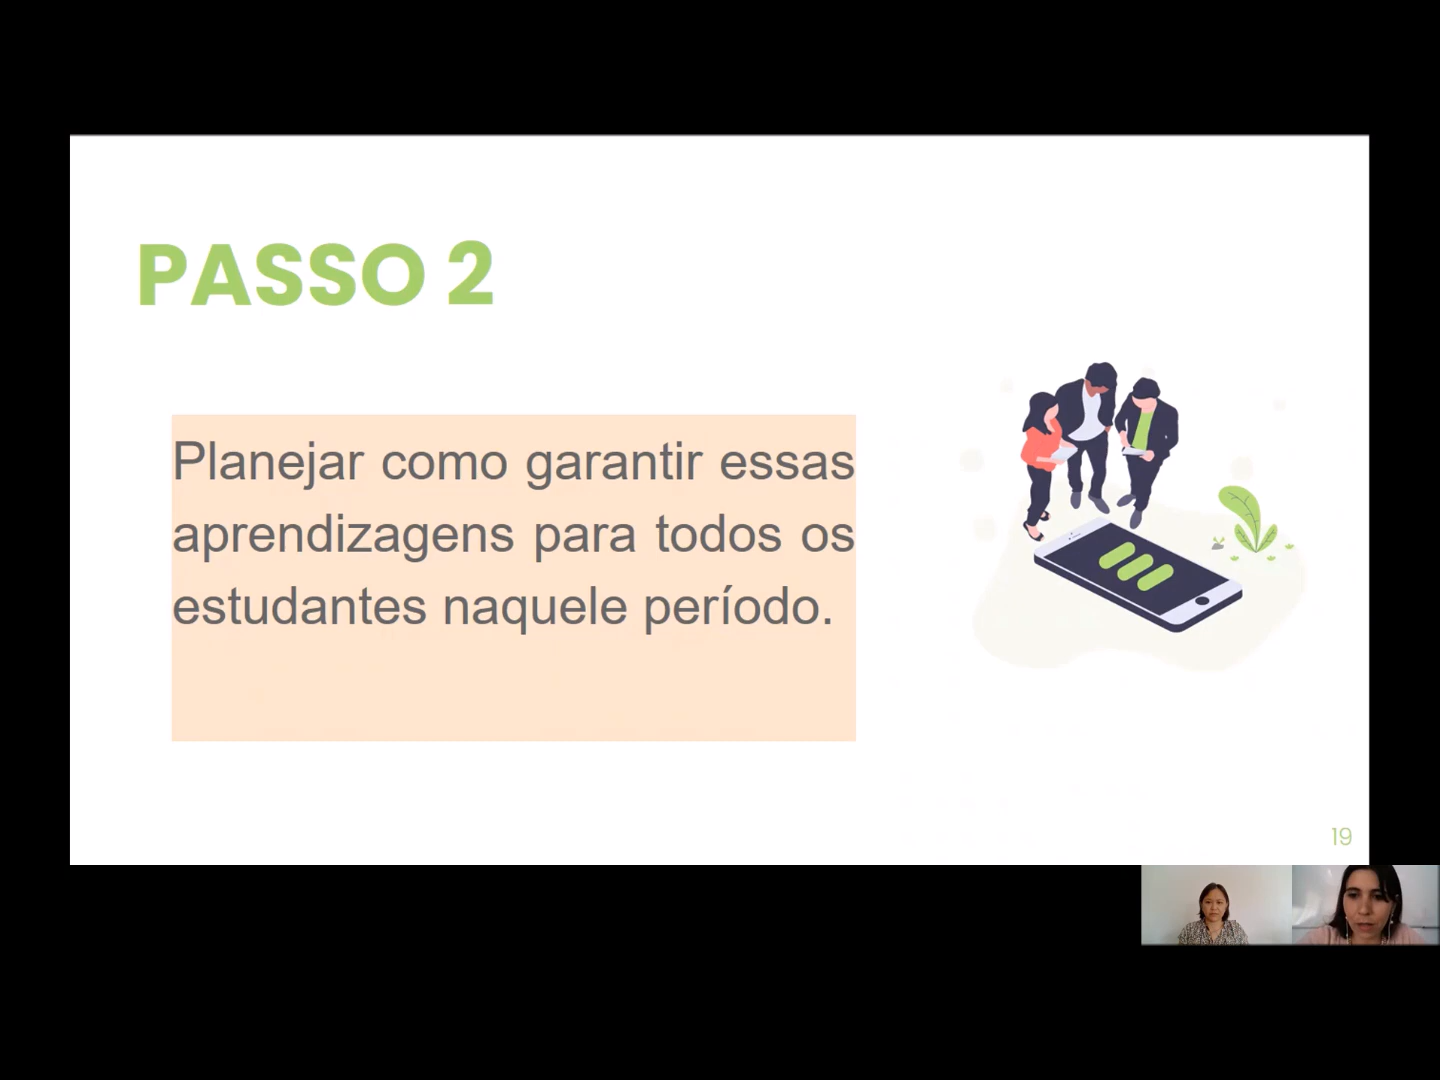 PASSO 2
Planejar como garantir essas
aprendizagens para todos os
estudantes naquele período.
19